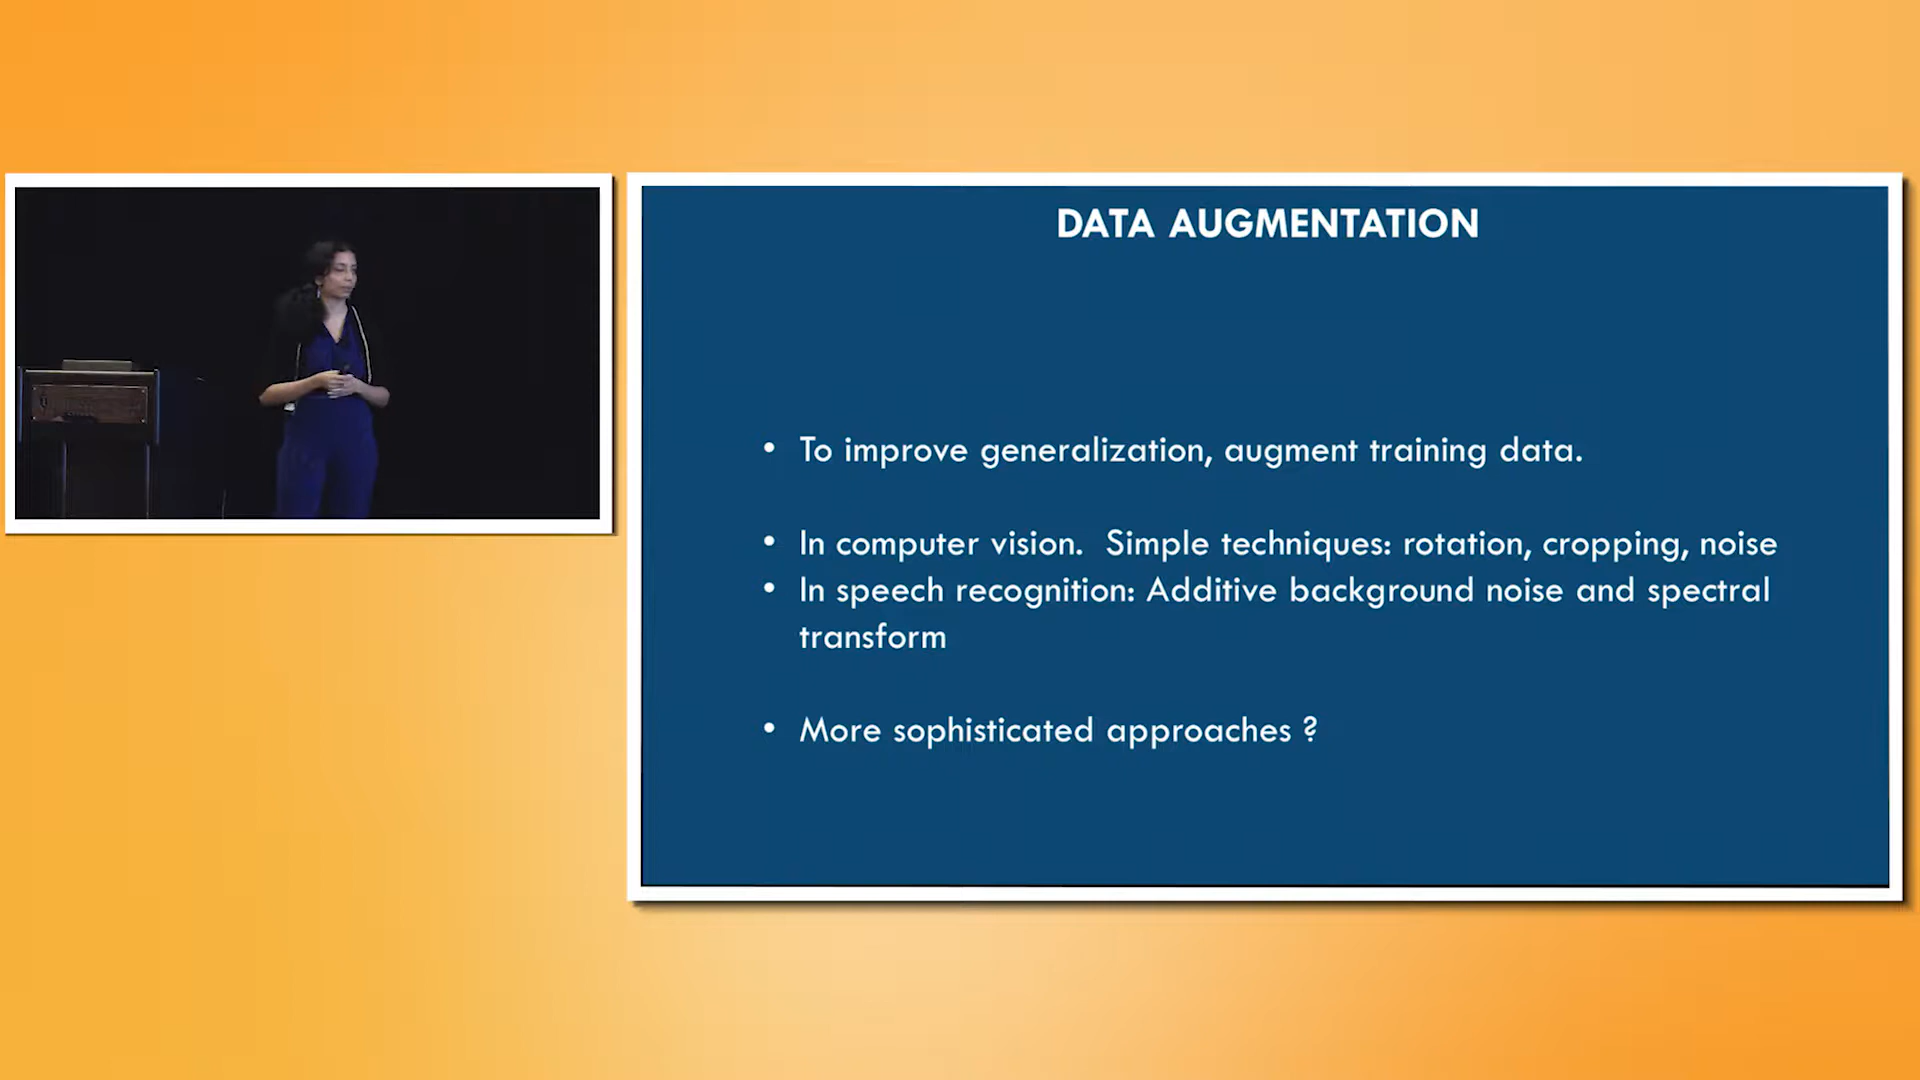 DATA AUGMENTATION
• To improve generalization, augment training data.
• In computer vision.  Simple techniques: rotation, cropping, noise
• In speech recognition: Additive background noise and spectral
transform
• More sophisticated approaches ?